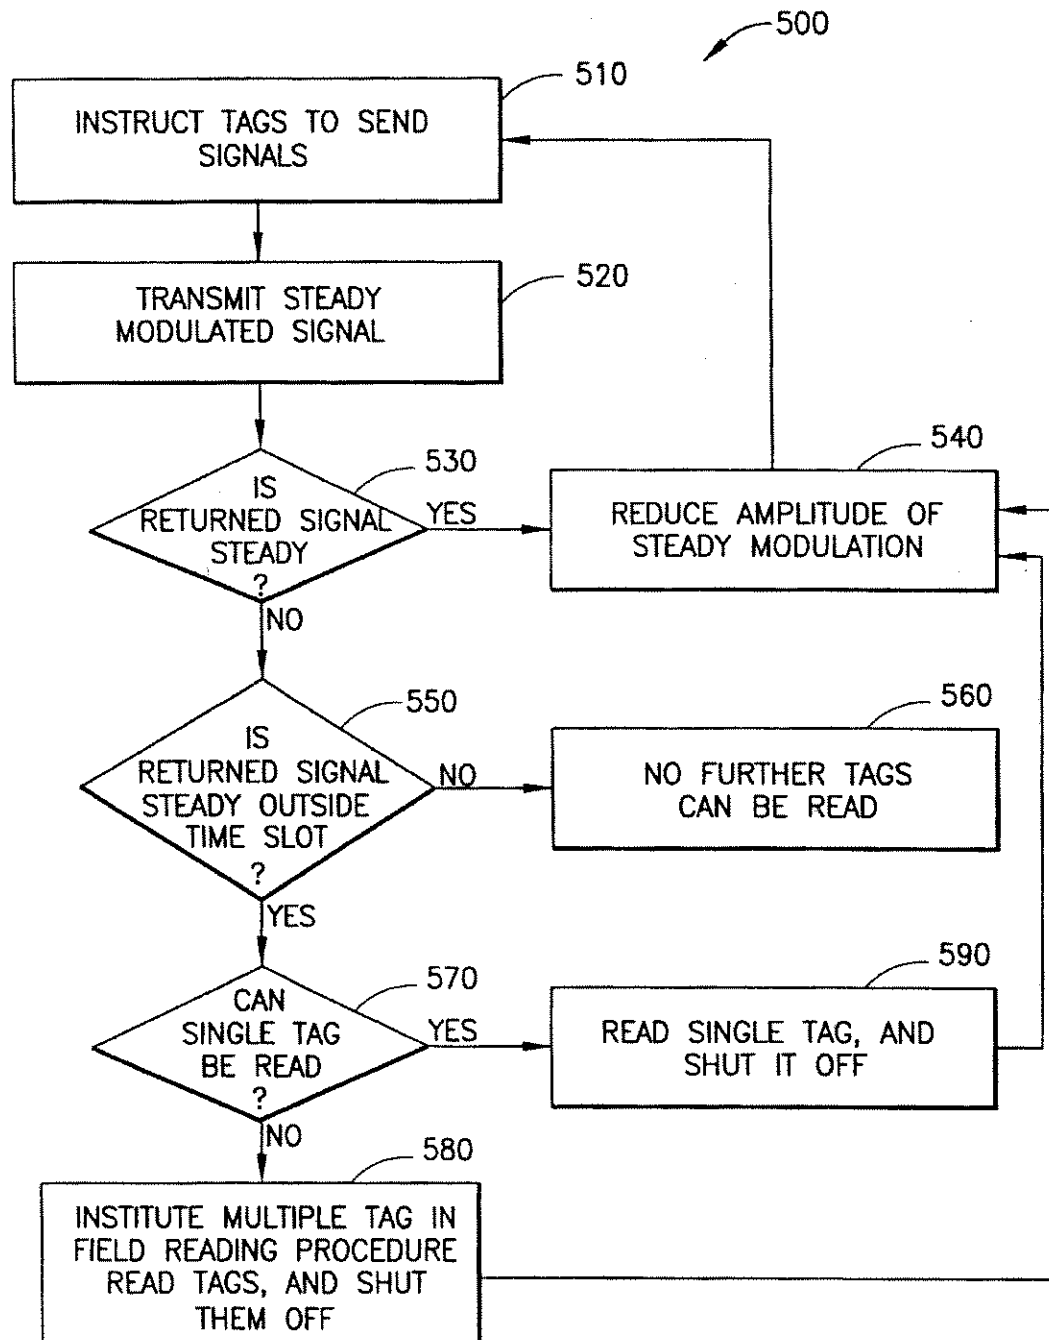 500
510
INSTRUCT TAGS TO SEND
SIGNALS
520
TRANSMIT STEADY
MODULATED SIGNAL
530
IS
RETURNED SIGNAL
STEADY
?
YES
NO
540
REDUCE AMPLITUDE OF
STEADY MODULATION
550
IS
RETURNED SIGNAL
STEADY OUTSIDE
TIME SLOT
?
NO
YES
560
NO FURTHER TAGS
CAN BE READ
570
CAN
SINGLE TAG
BE READ
?
YES
NO
590
READ SINGLE TAG, AND
SHUT IT OFF
580
INSTITUTE MULTIPLE TAG IN
FIELD READING PROCEDURE
READ TAGS, AND SHUT
THEM OFF